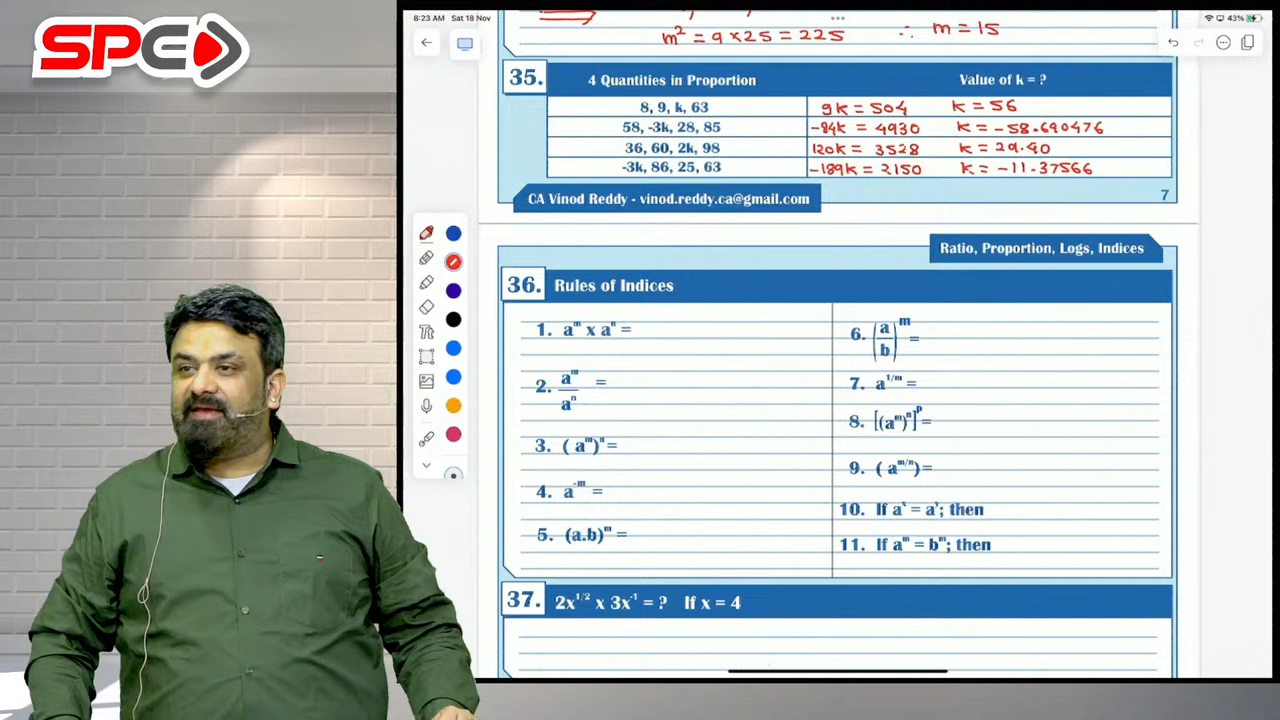 SPC
8:23 AM Sat 18 Nov
43%
m² = 9 x 25 = 225 ∴ m = 15
35. 4 Quantities in Proportion Value of k = ?
8, 9, k, 63 9k = 504 k = 56
58, -3k, 28, 85 -84k = 4930 k = -58.690476
36, 60, 2k, 98 120k = 3528 k = 29.40
-3k, 86, 25, 63 -189k = 2150 k = -11.37566
CA Vinod Reddy - vinod.reddy.ca@gmail.com
7
Ratio, Proportion, Logs, Indices
36. Rules of Indices
1. aᵐ x aⁿ =
2. aᵐ/aⁿ =
3. (aᵐ)ⁿ =
4. a⁻ᵐ =
5. (a.b)ᵐ =
6. (a/b)ᵐ =
7. a^1/m =
8. [(aᵐ)ⁿ]ᵖ =
9. (a^m/n) =
10. If aˣ = aʸ; then
11. If aᵐ = bᵐ; then
37. 2x^1/2 x 3x⁻¹ = ? If x = 4
Tt